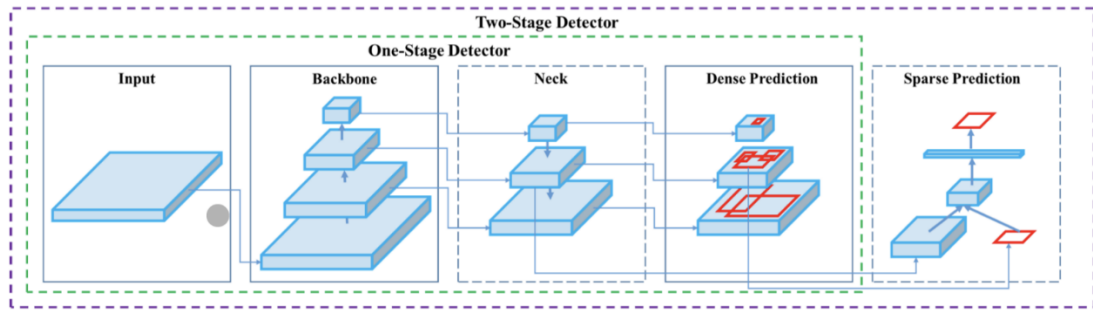 Two-Stage Detector
One-Stage Detector
Input
Backbone
Neck
Dense Prediction
Sparse Prediction